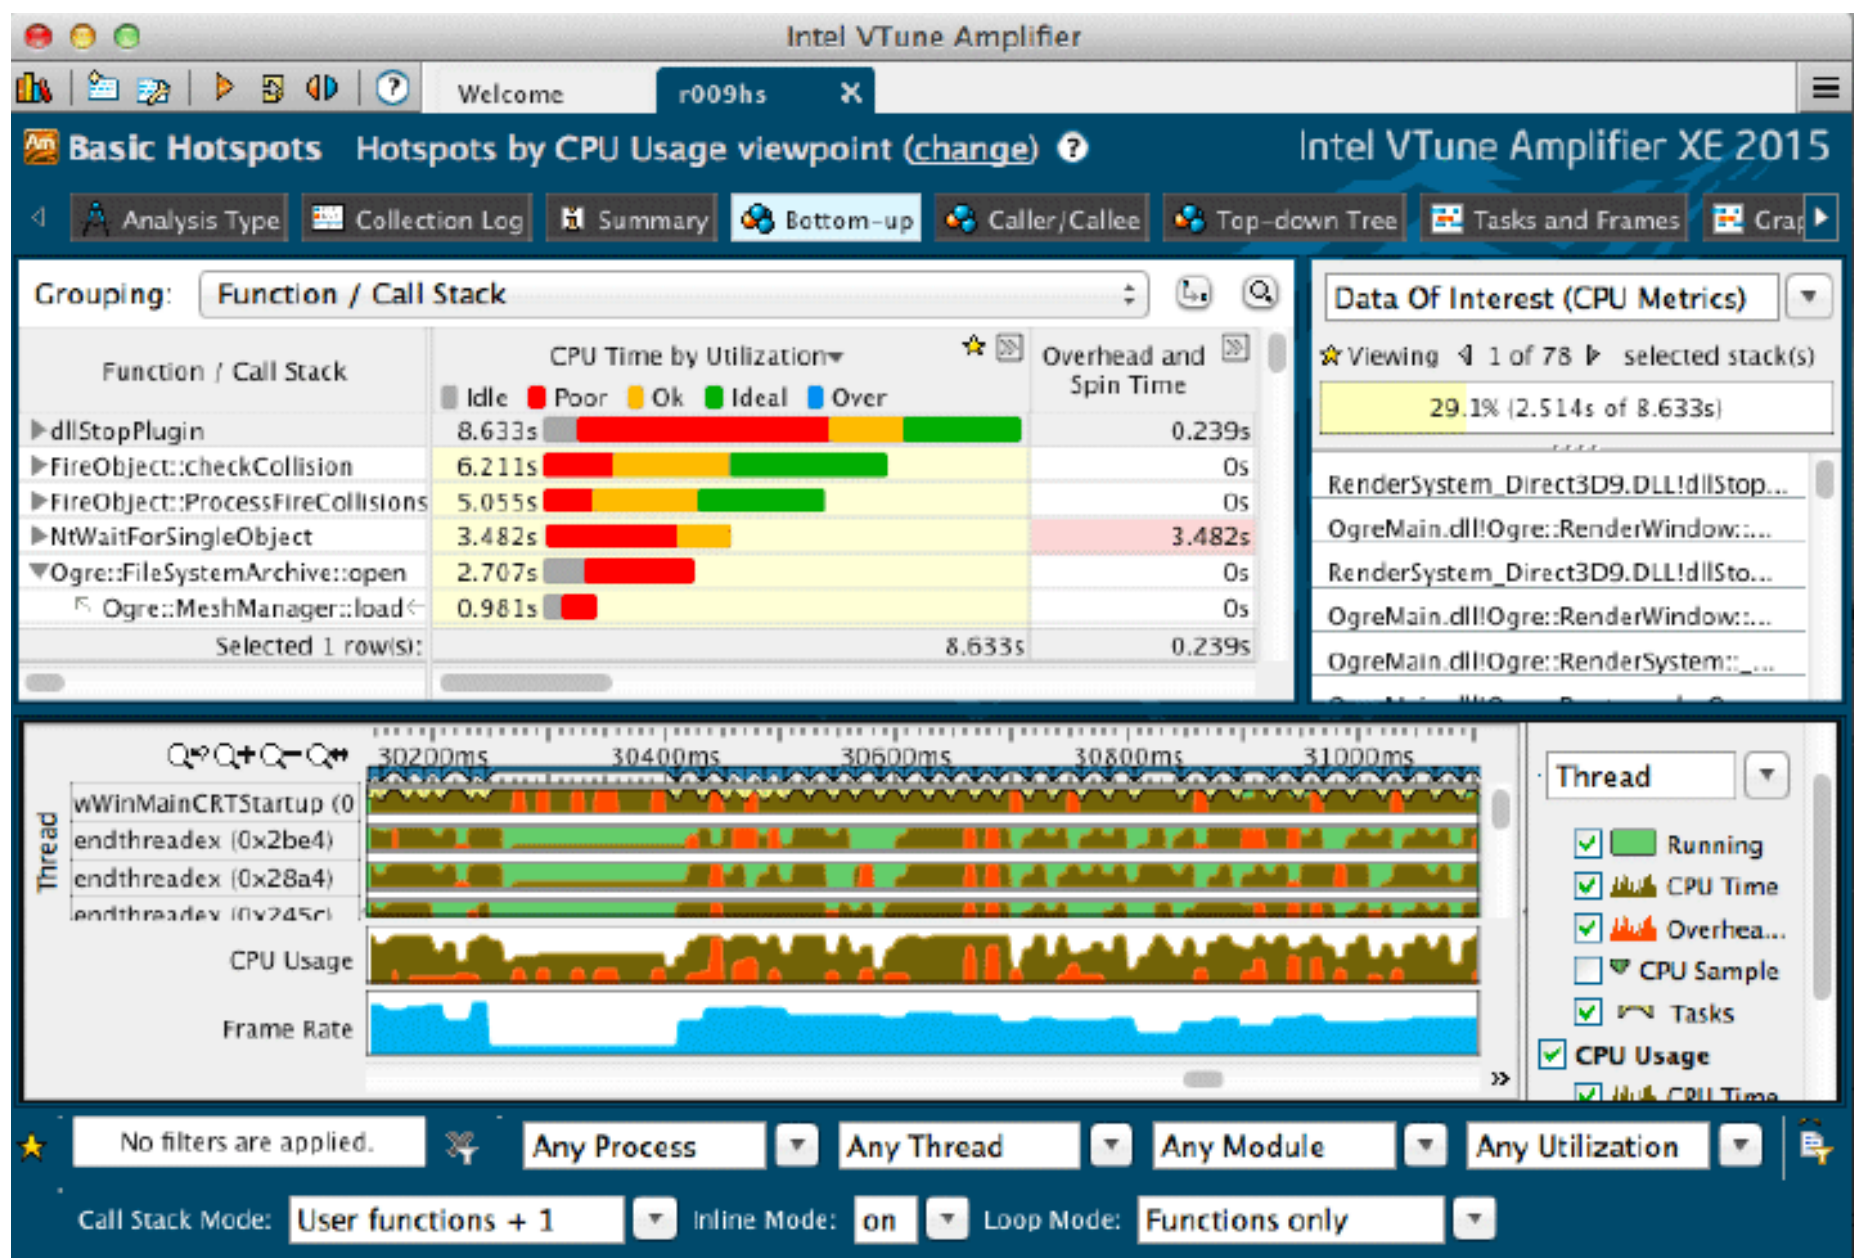 Intel VTune Amplifier
Welcome r009hs
Basic Hotspots Hotspots by CPU Usage viewpoint (change) ? Intel VTune Amplifier XE 2015
Analysis Type Collection Log Summary Bottom-up Caller/Callee Top-down Tree Tasks and Frames Grap
Grouping: Function / Call Stack
Function / Call Stack
CPU Time by Utilization
Idle Poor Ok Ideal Over
Overhead and
Spin Time
dllStopPlugin 8.633s 0.239s
FireObject::checkCollision 6.211s 0s
FireObject::ProcessFireCollisions 5.055s 0s
NtWaitForSingleObject 3.482s 3.482s
Ogre::FileSystemArchive::open 2.707s 0s
Ogre::MeshManager::load 0.981s 0s
Selected 1 row(s): 8.633s 0.239s
Data Of Interest (CPU Metrics)
Viewing 1 of 78 selected stack(s)
29.1% (2.514s of 8.633s)
RenderSystem_Direct3D9.DLL!dllStop...
OgreMain.dll!Ogre::RenderWindow::...
RenderSystem_Direct3D9.DLL!dllSto...
OgreMain.dll!Ogre::RenderWindow::...
OgreMain.dll!Ogre::RenderSystem::_...
30200ms 30400ms 30600ms 30800ms 31000ms
Thread
wWinMainCRTStartup (0
endthreadex (0x2be4)
endthreadex (0x28a4)
endthreadex (0x245c)
CPU Usage
Frame Rate
Thread
Running
CPU Time
Overhea...
CPU Sample
Tasks
CPU Usage
CPU Time
No filters are applied. Any Process Any Thread Any Module Any Utilization
Call Stack Mode: User functions + 1 Inline Mode: on Loop Mode: Functions only